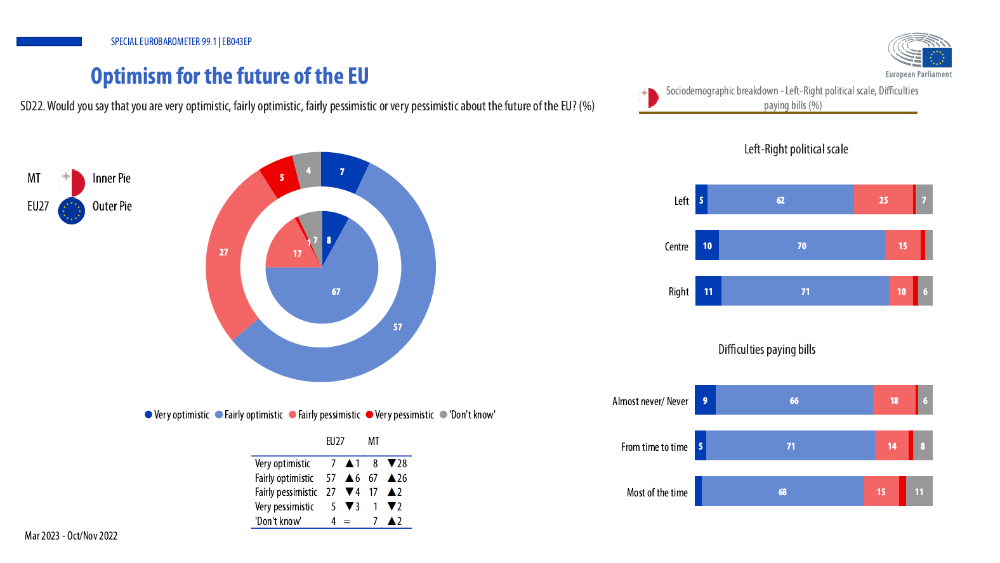 SPECIAL EUROBAROMETER 99.1 | EB043EP
Optimism for the future of the EU
SD22. Would you say that you are very optimistic, fairly optimistic, fairly pessimistic or very pessimistic about the future of the EU? (%)
European Parliament
Sociodemographic breakdown - Left-Right political scale, Difficulties
paying bills (%)
MT Inner Pie
EU27 Outer Pie
7
57
27
5
4
8
67
17
1
7
Very optimistic Fairly optimistic Fairly pessimistic Very pessimistic 'Don't know'
EU27 MT
Very optimistic 7 ▲1 8 ▼28
Fairly optimistic 57 ▲6 67 ▲26
Fairly pessimistic 27 ▼4 17 ▲2
Very pessimistic 5 ▼3 1 ▼2
'Don't know' 4 = 7 ▲2
Mar 2023 - Oct/Nov 2022
Left-Right political scale
Left 5 62 25 7
Centre 10 70 15
Right 11 71 10 6
Difficulties paying bills
Almost never/ Never 9 66 18 6
From time to time 5 71 14 8
Most of the time 68 15 11